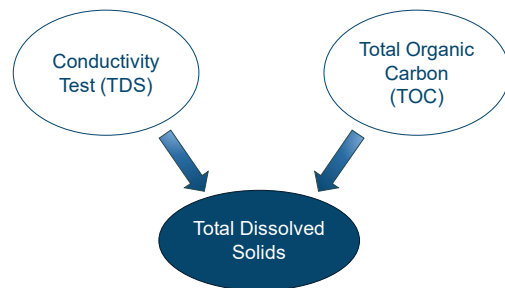 Conductivity
Test (TDS)
Total Organic
Carbon
(TOC)
Total Dissolved
Solids